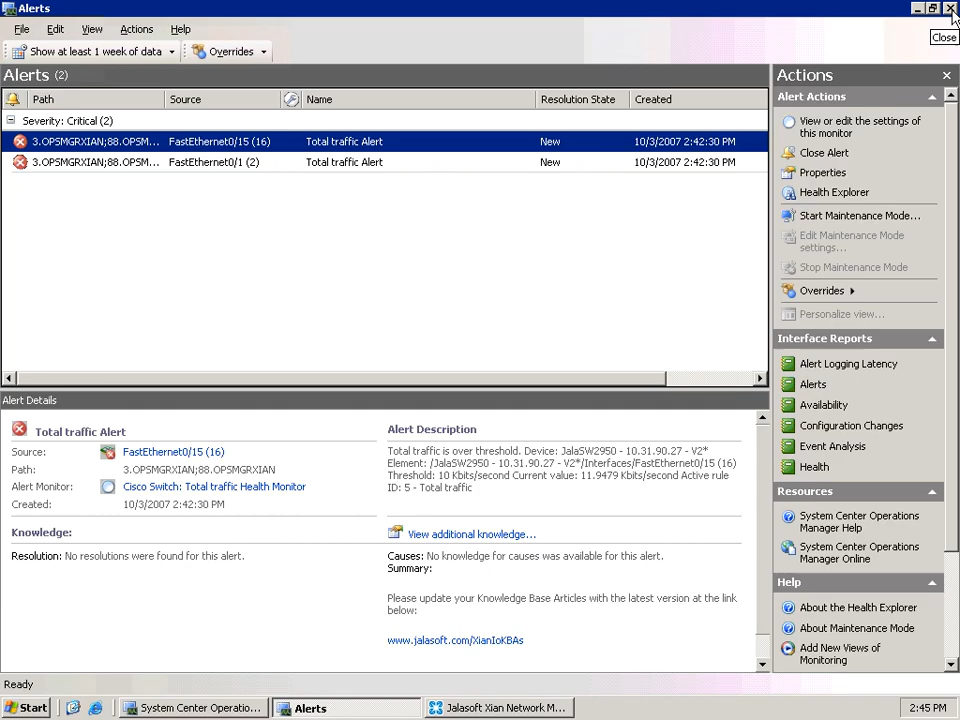 Alerts
Close
File Edit View Actions Help
Show at least 1 week of data Overrides
Alerts (2)
Path Source Name Resolution State Created
Severity: Critical (2)
3.OPSMGRXIAN;88.OPSM... FastEthernet0/15 (16) Total traffic Alert New 10/3/2007 2:42:30 PM
3.OPSMGRXIAN;88.OPSM... FastEthernet0/1 (2) Total traffic Alert New 10/3/2007 2:42:30 PM
Alert Details
Total traffic Alert
Source: FastEthernet0/15 (16)
Path: 3.OPSMGRXIAN;88.OPSMGRXIAN
Alert Monitor: Cisco Switch: Total traffic Health Monitor
Created: 10/3/2007 2:42:30 PM
Alert Description
Total traffic is over threshold. Device: JalaSW2950 - 10.31.90.27 - V2*
Element: /JalaSW2950 - 10.31.90.27 - V2*/Interfaces/FastEthernet0/15 (16)
Threshold: 10 Kbits/second Current value: 11.9479 Kbits/second Active rule
ID: 5 - Total traffic
Knowledge:
View additional knowledge...
Resolution: No resolutions were found for this alert.
Causes: No knowledge for causes was available for this alert.
Summary:
Please update your Knowledge Base Articles with the latest version at the link
below:
www.jalasoft.com/XianIoKBAs
Actions
Alert Actions
View or edit the settings of
this monitor
Close Alert
Properties
Health Explorer
Start Maintenance Mode...
Edit Maintenance Mode
settings...
Stop Maintenance Mode
Overrides
Personalize view...
Interface Reports
Alert Logging Latency
Alerts
Availability
Configuration Changes
Event Analysis
Health
Resources
System Center Operations
Manager Help
System Center Operations
Manager Online
Help
About the Health Explorer
About Maintenance Mode
Add New Views of
Monitoring
Ready
Start System Center Operatio... Alerts Jalasoft Xian Network M... 2:45 PM